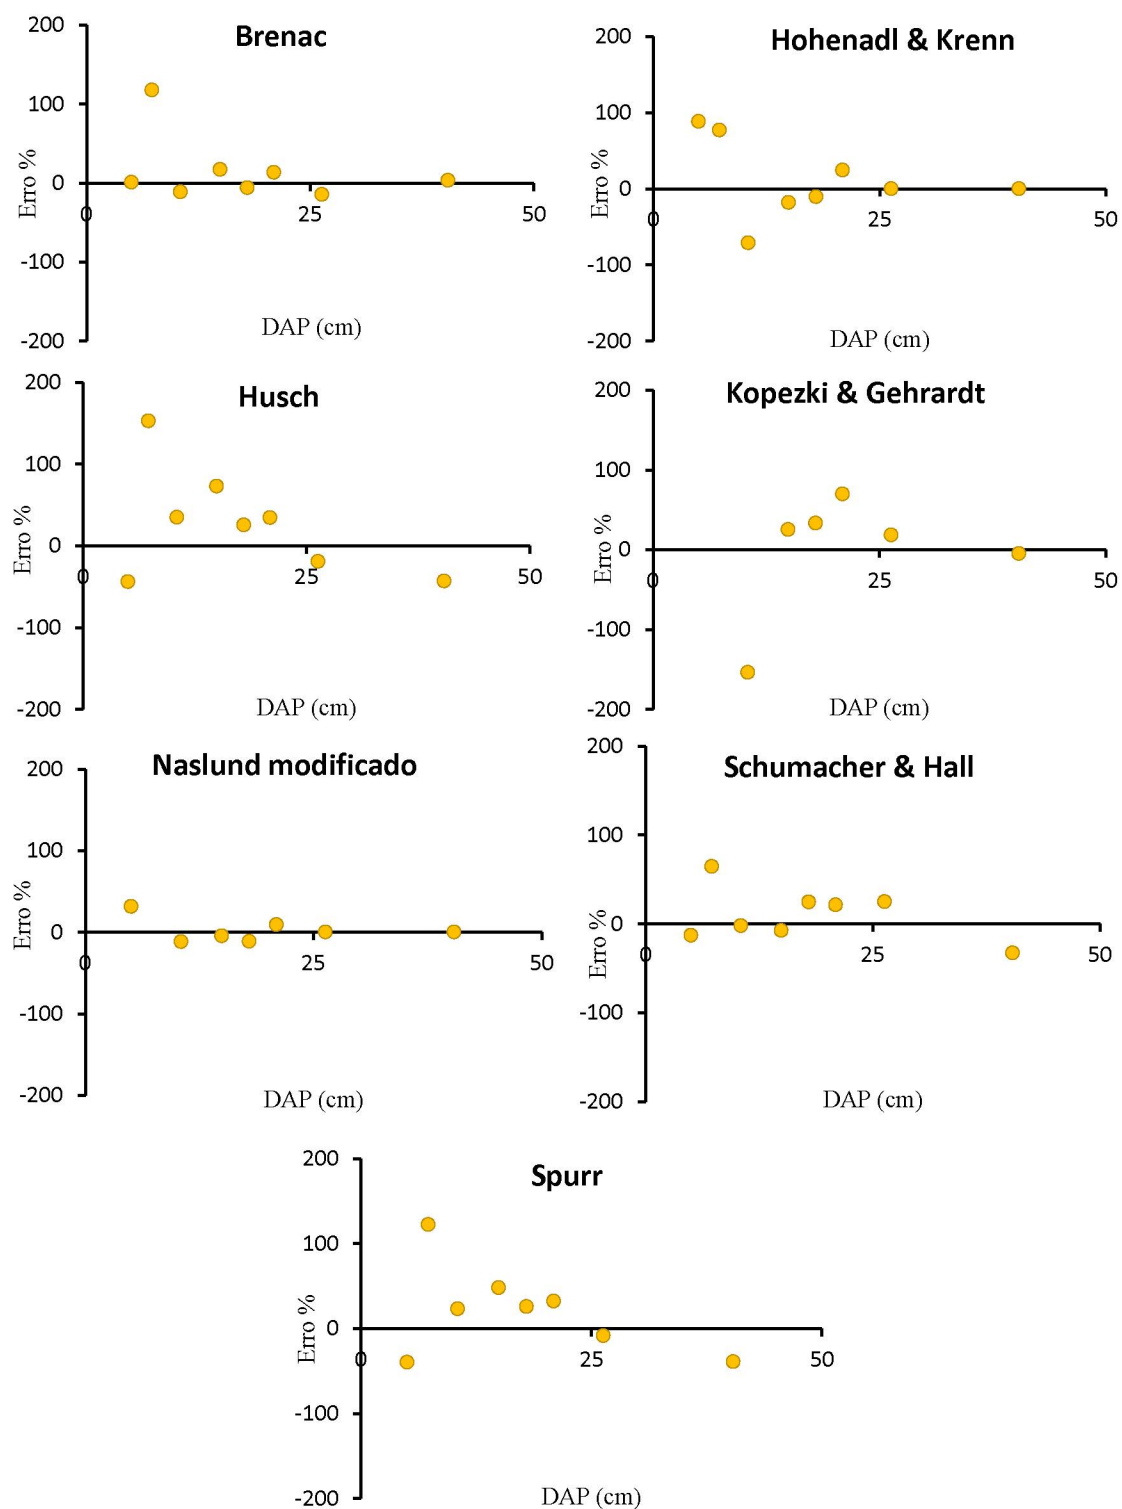 Brenac
200
100
0
-100
-200
0
25
50
Erro %
DAP (cm)
Hohenadl & Krenn
200
100
0
-100
-200
0
25
50
Erro %
DAP (cm)
Husch
200
100
0
-100
-200
0
25
50
Erro %
DAP (cm)
Kopezki & Gehrardt
200
100
0
-100
-200
0
25
50
Erro %
DAP (cm)
Naslund modificado
200
100
0
-100
-200
0
25
50
Erro %
DAP (cm)
Schumacher & Hall
200
100
0
-100
-200
0
25
50
Erro %
DAP (cm)
Spurr
200
100
0
-100
-200
0
25
50
Erro %
DAP (cm)